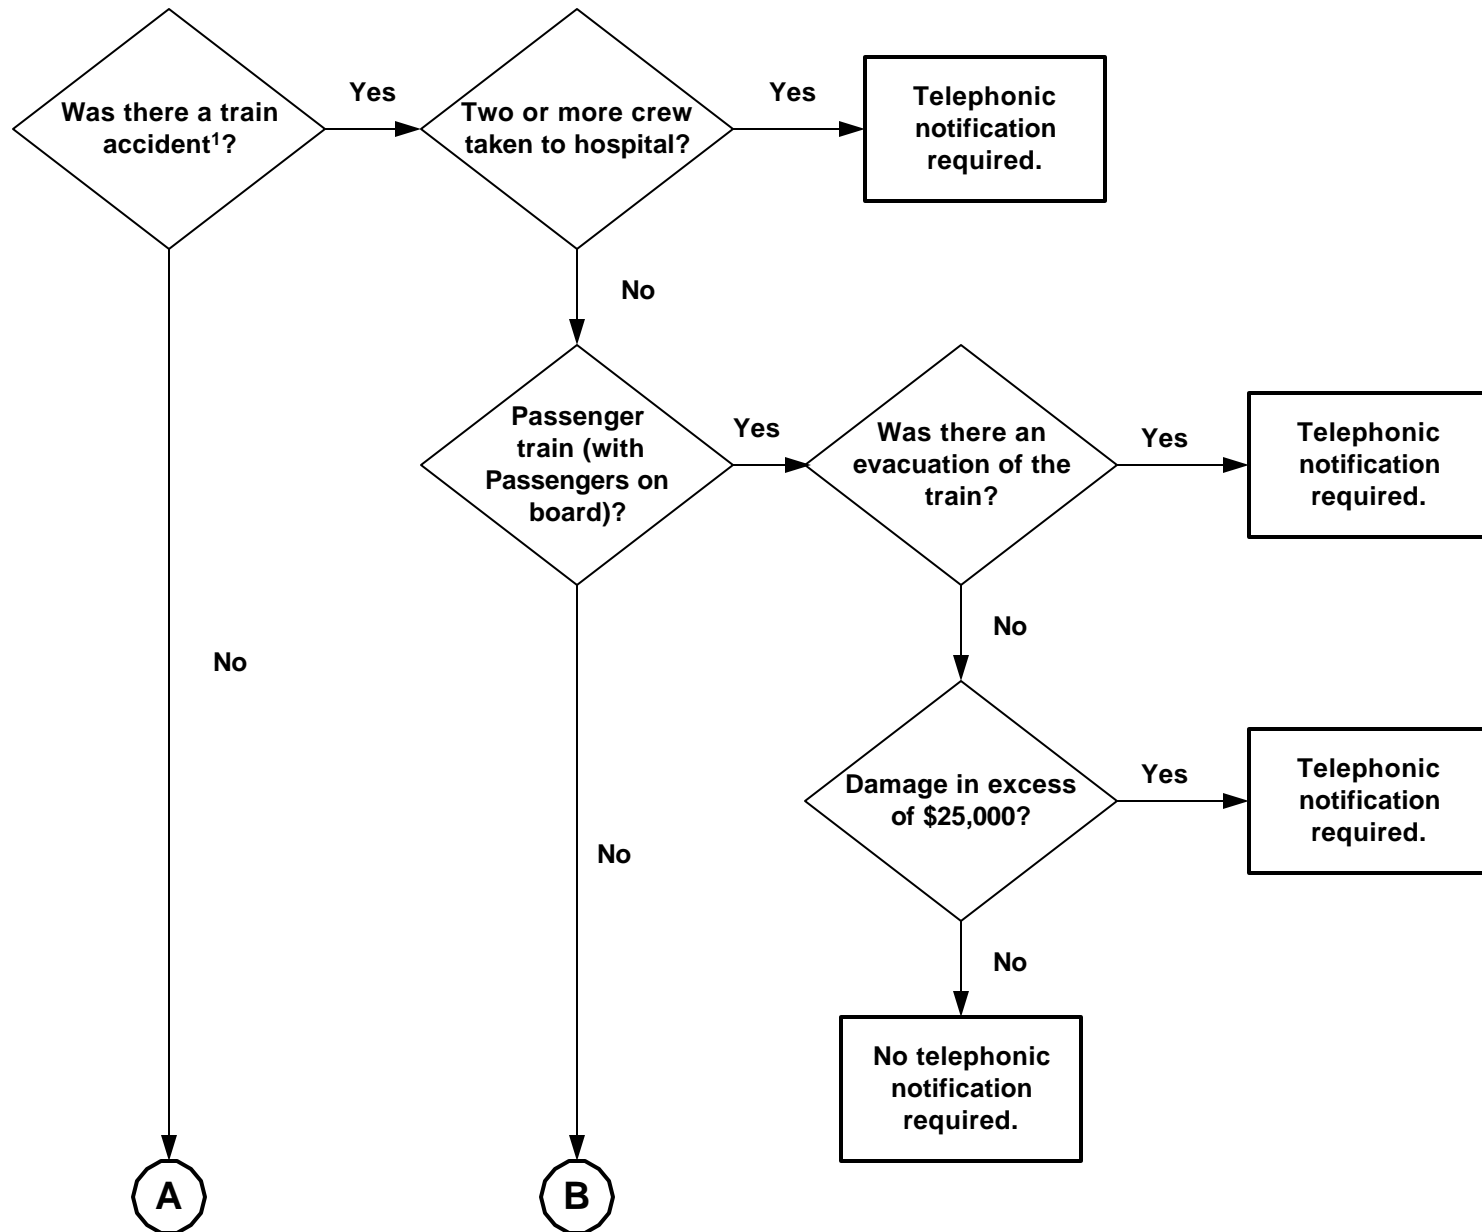 Was there a train
accident¹?
Yes
Two or more crew
taken to hospital?
Yes
Telephonic
notification
required.
No
Passenger
train (with
Passengers on
board)?
Yes
Was there an
evacuation of the
train?
Yes
Telephonic
notification
required.
No
No
Damage in excess
of $25,000?
Yes
Telephonic
notification
required.
No
No
No telephonic
notification
required.
A
B